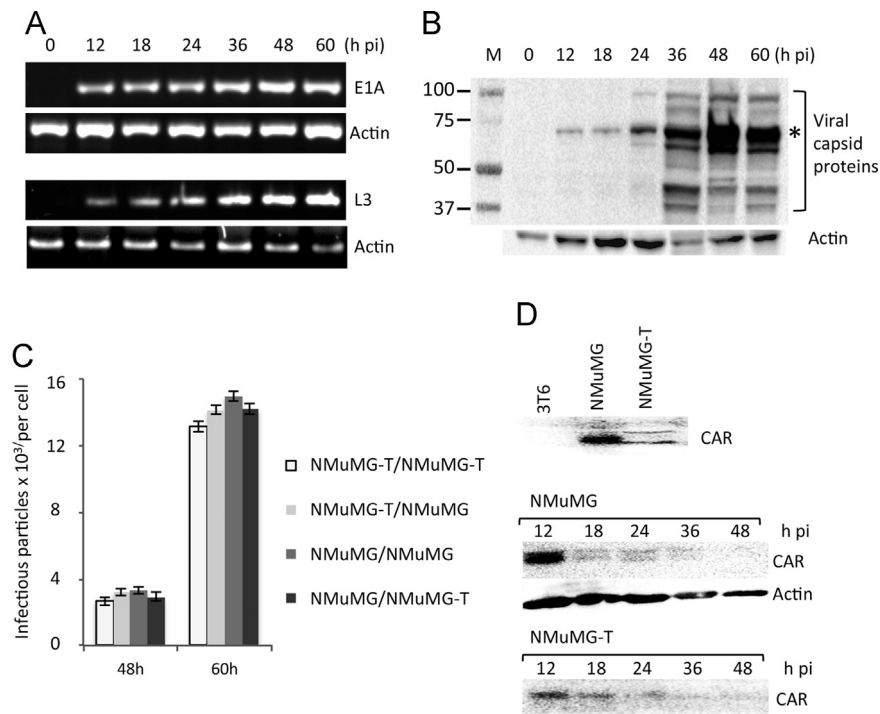 A
0 12 18 24 36 48 60 (h pi)
E1A
Actin
L3
Actin
B
M 0 12 18 24 36 48 60 (h pi)
100
75
50
37
*
Viral
capsid
proteins
Actin
C
Infectious particles x 10³/per cell
16
12
8
4
0
48h 60h
NMuMG-T/NMuMG-T
NMuMG-T/NMuMG
NMuMG/NMuMG
NMuMG/NMuMG-T
D
3T6 NMuMG NMuMG-T
CAR
NMuMG
12 18 24 36 48 h pi
CAR
Actin
NMuMG-T
12 18 24 36 48 h pi
CAR